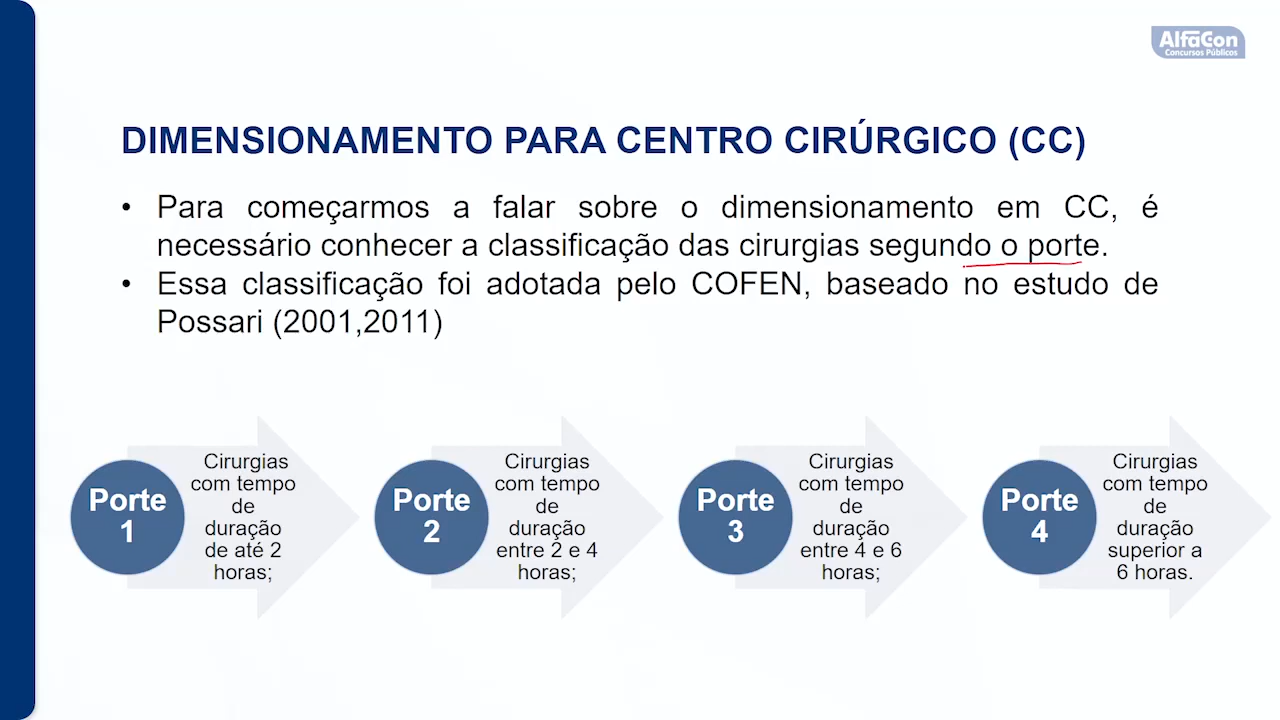 AlfaCon
Concursos Públicos
DIMENSIONAMENTO PARA CENTRO CIRÚRGICO (CC)
• Para começarmos a falar sobre o dimensionamento em CC, é
necessário conhecer a classificação das cirurgias segundo o porte.
• Essa classificação foi adotada pelo COFEN, baseado no estudo de
Possari (2001,2011)
Porte
1
Cirurgias
com tempo
de
duração
de até 2
horas;
Porte
2
Cirurgias
com tempo
de
duração
entre 2 e 4
horas;
Porte
3
Cirurgias
com tempo
de
duração
entre 4 e 6
horas;
Porte
4
Cirurgias
com tempo
de
duração
superior a
6 horas.